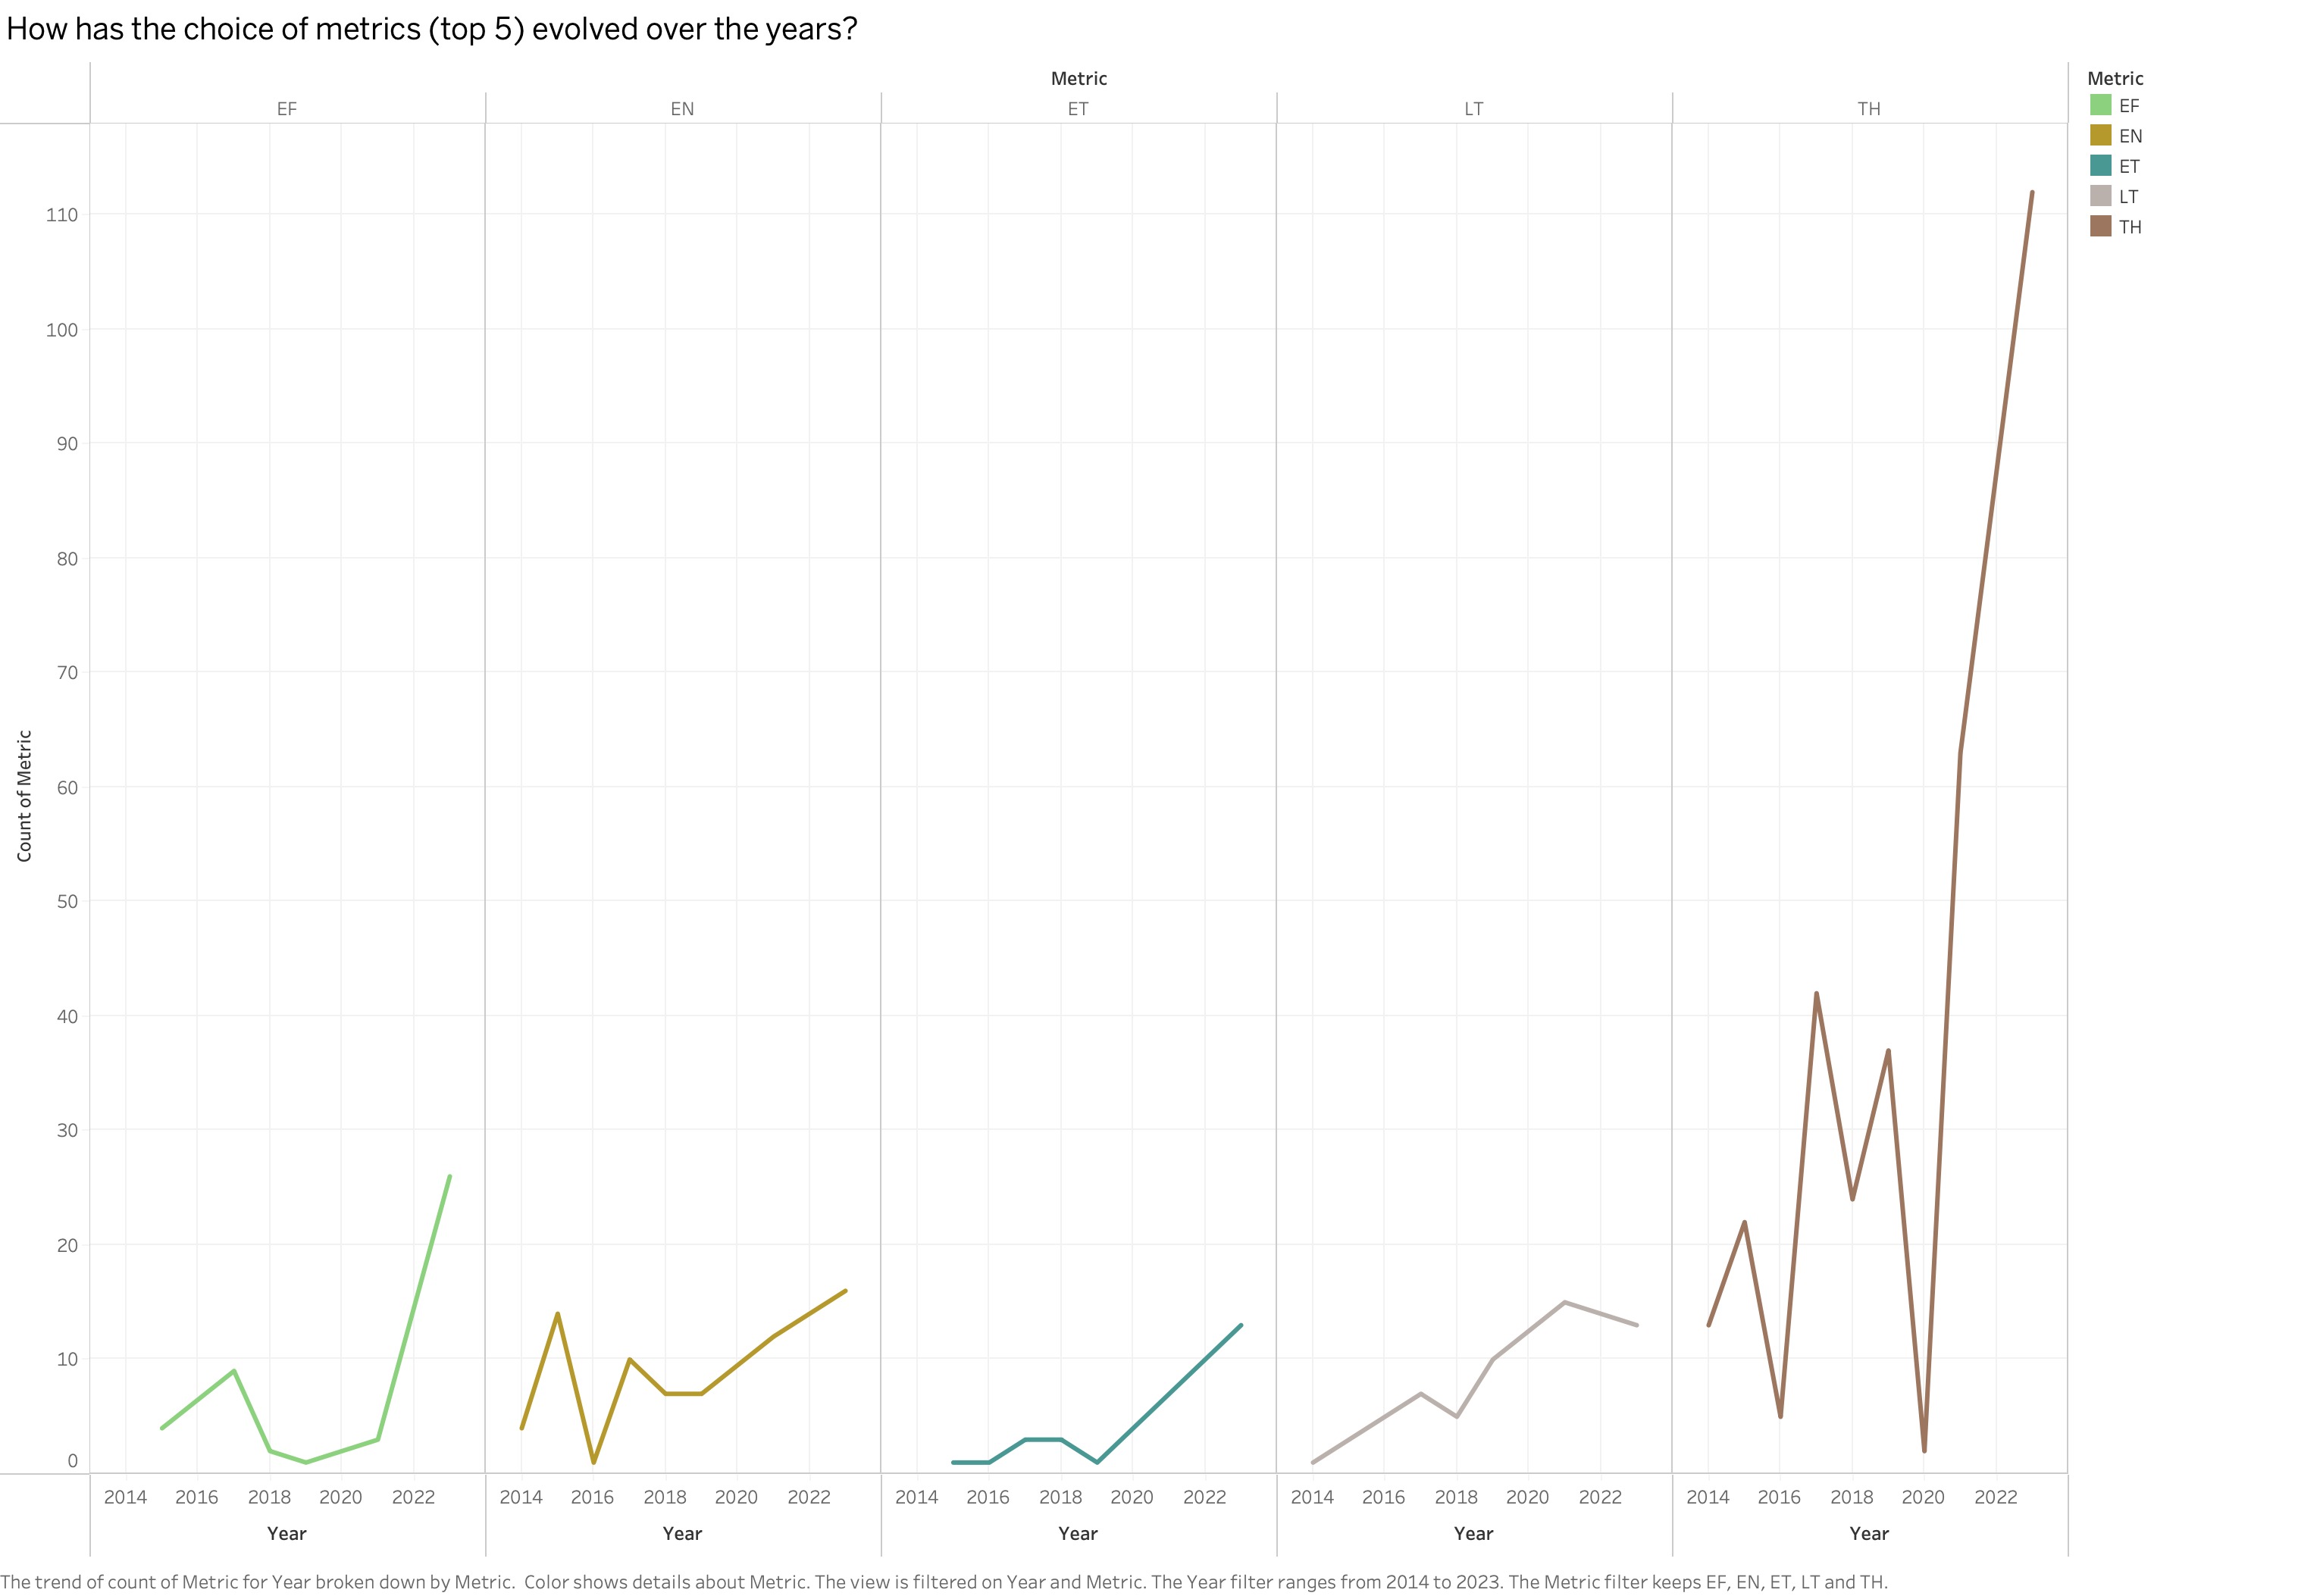 How has the choice of metrics (top 5) evolved over the years?
Metric
EF EN ET LT TH
Metric
EF
EN
ET
LT
TH
Count of Metric
110
100
90
80
70
60
50
40
30
20
10
0
2014 2016 2018 2020 2022 2014 2016 2018 2020 2022 2014 2016 2018 2020 2022 2014 2016 2018 2020 2022 2014 2016 2018 2020 2022
Year Year Year Year Year
The trend of count of Metric for Year broken down by Metric. Color shows details about Metric. The view is filtered on Year and Metric. The Year filter ranges from 2014 to 2023. The Metric filter keeps EF, EN, ET, LT and TH.